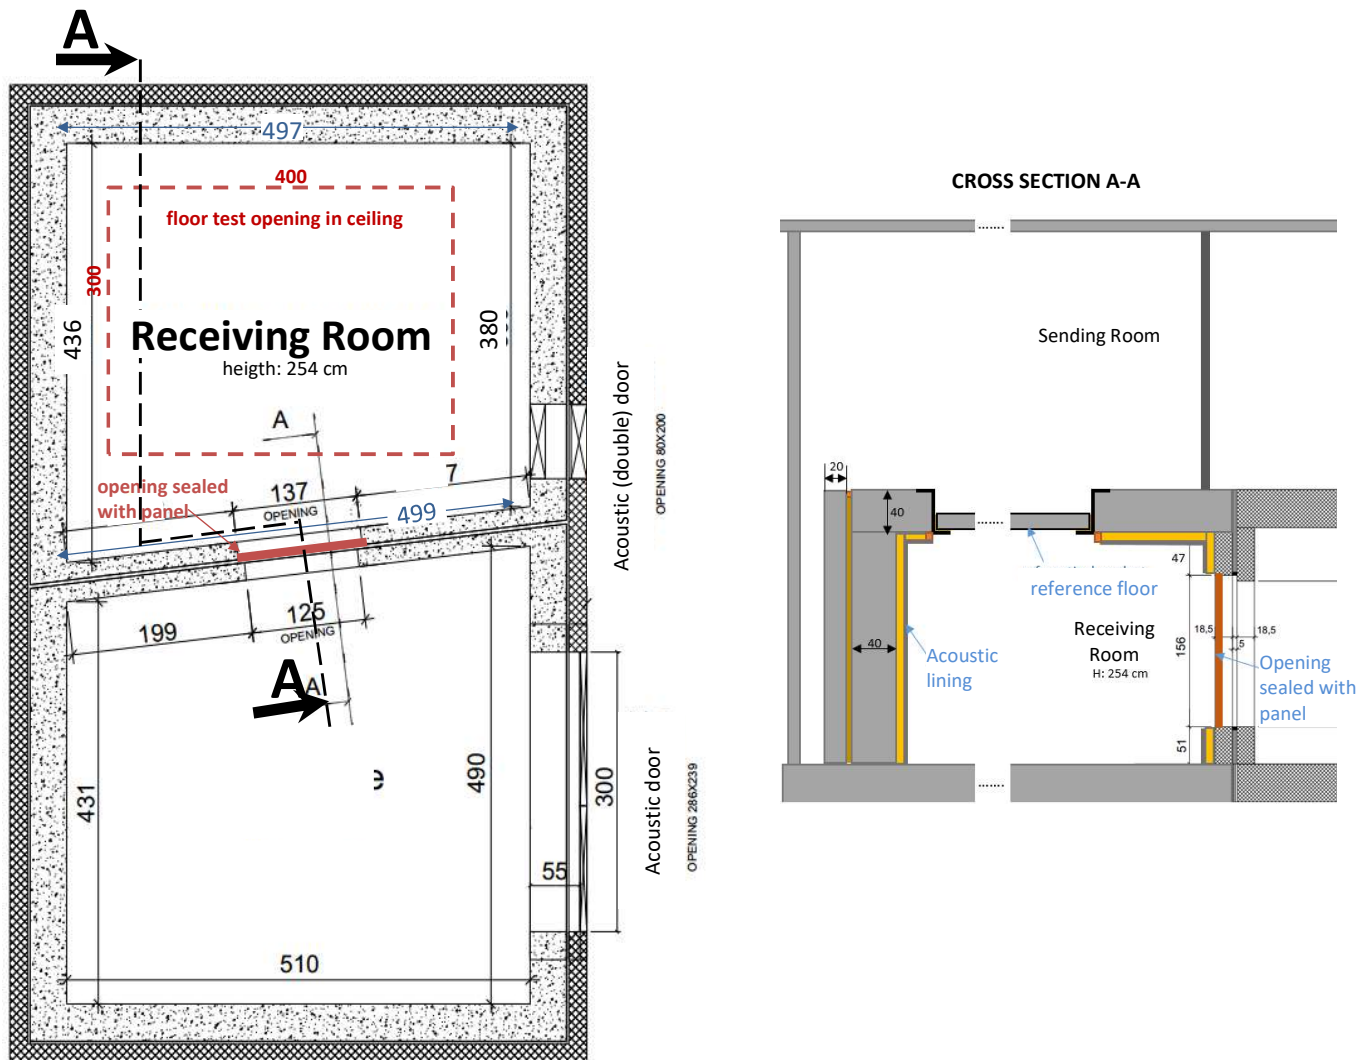 A
497
400
floor test opening in ceiling
300
436
380
Receiving Room
heigth: 254 cm
A
7
opening sealed
with panel
137
OPENING
499
125
OPENING
199
A
A
431
490
300
55
510
Acoustic (double) door
OPENING 80X200
Acoustic door
OPENING 286X239
CROSS SECTION A-A
.......
Sending Room
20
40
.......
47
reference floor
Receiving
Room
H: 254 cm
18,5
5
18,5
156
40
Acoustic
lining
Opening
sealed with
panel
51
.......